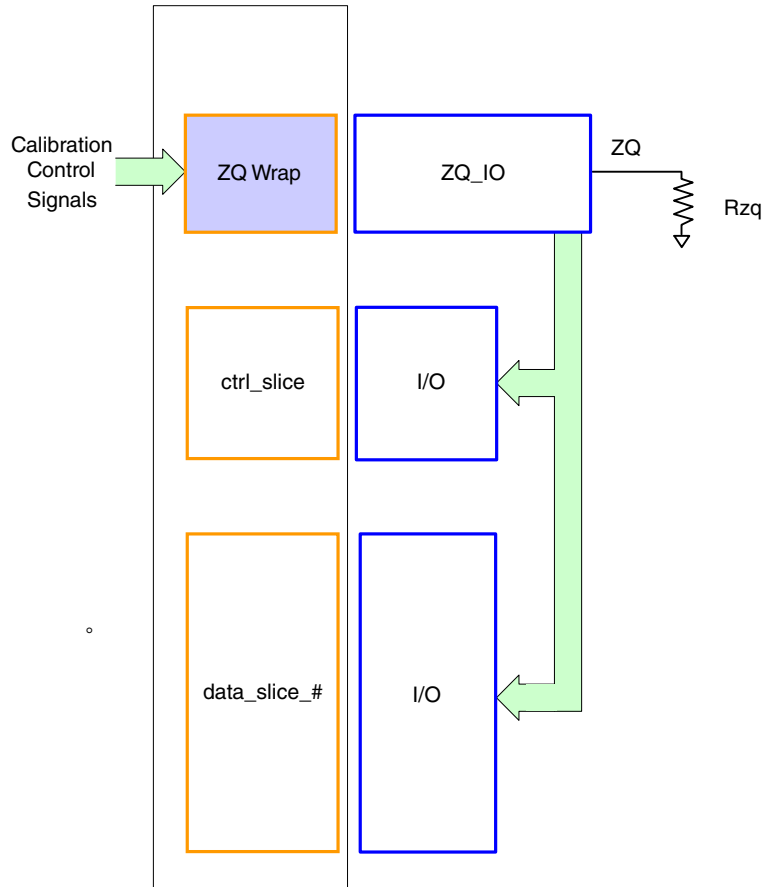 Calibration
Control
Signals
ZQ Wrap
ZQ_IO
ZQ
Rzq
ctrl_slice
I/O
data_slice_#
I/O